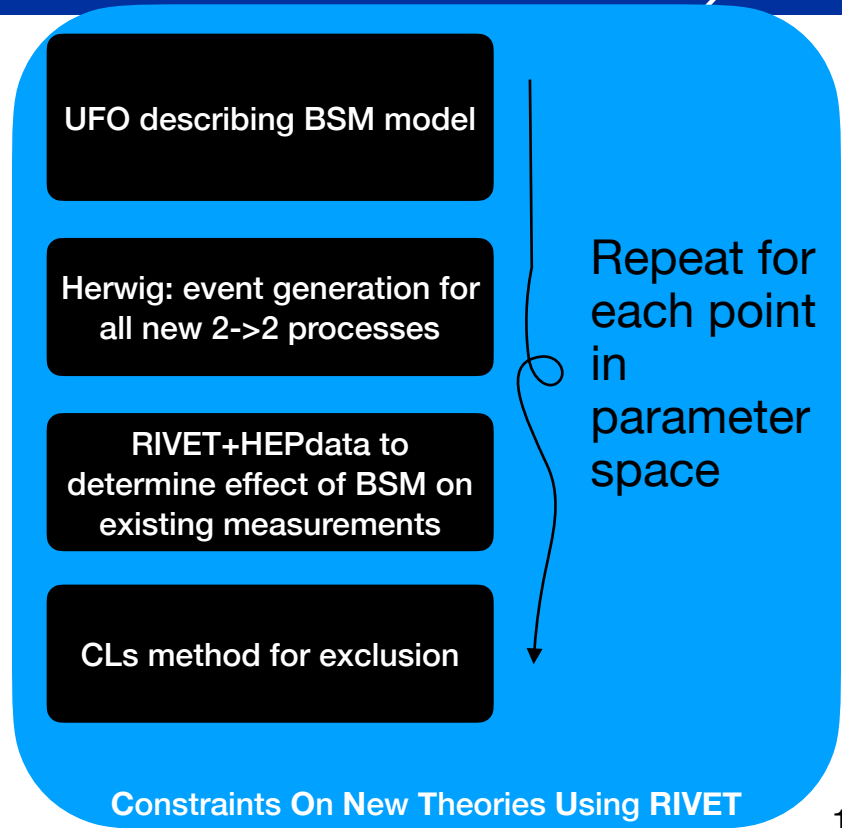 UFO describing BSM model
Herwig: event generation for
all new 2->2 processes
RIVET+HEPdata to
determine effect of BSM on
existing measurements
CLs method for exclusion
Repeat for
each point
in
parameter
space
Constraints On New Theories Using RIVET